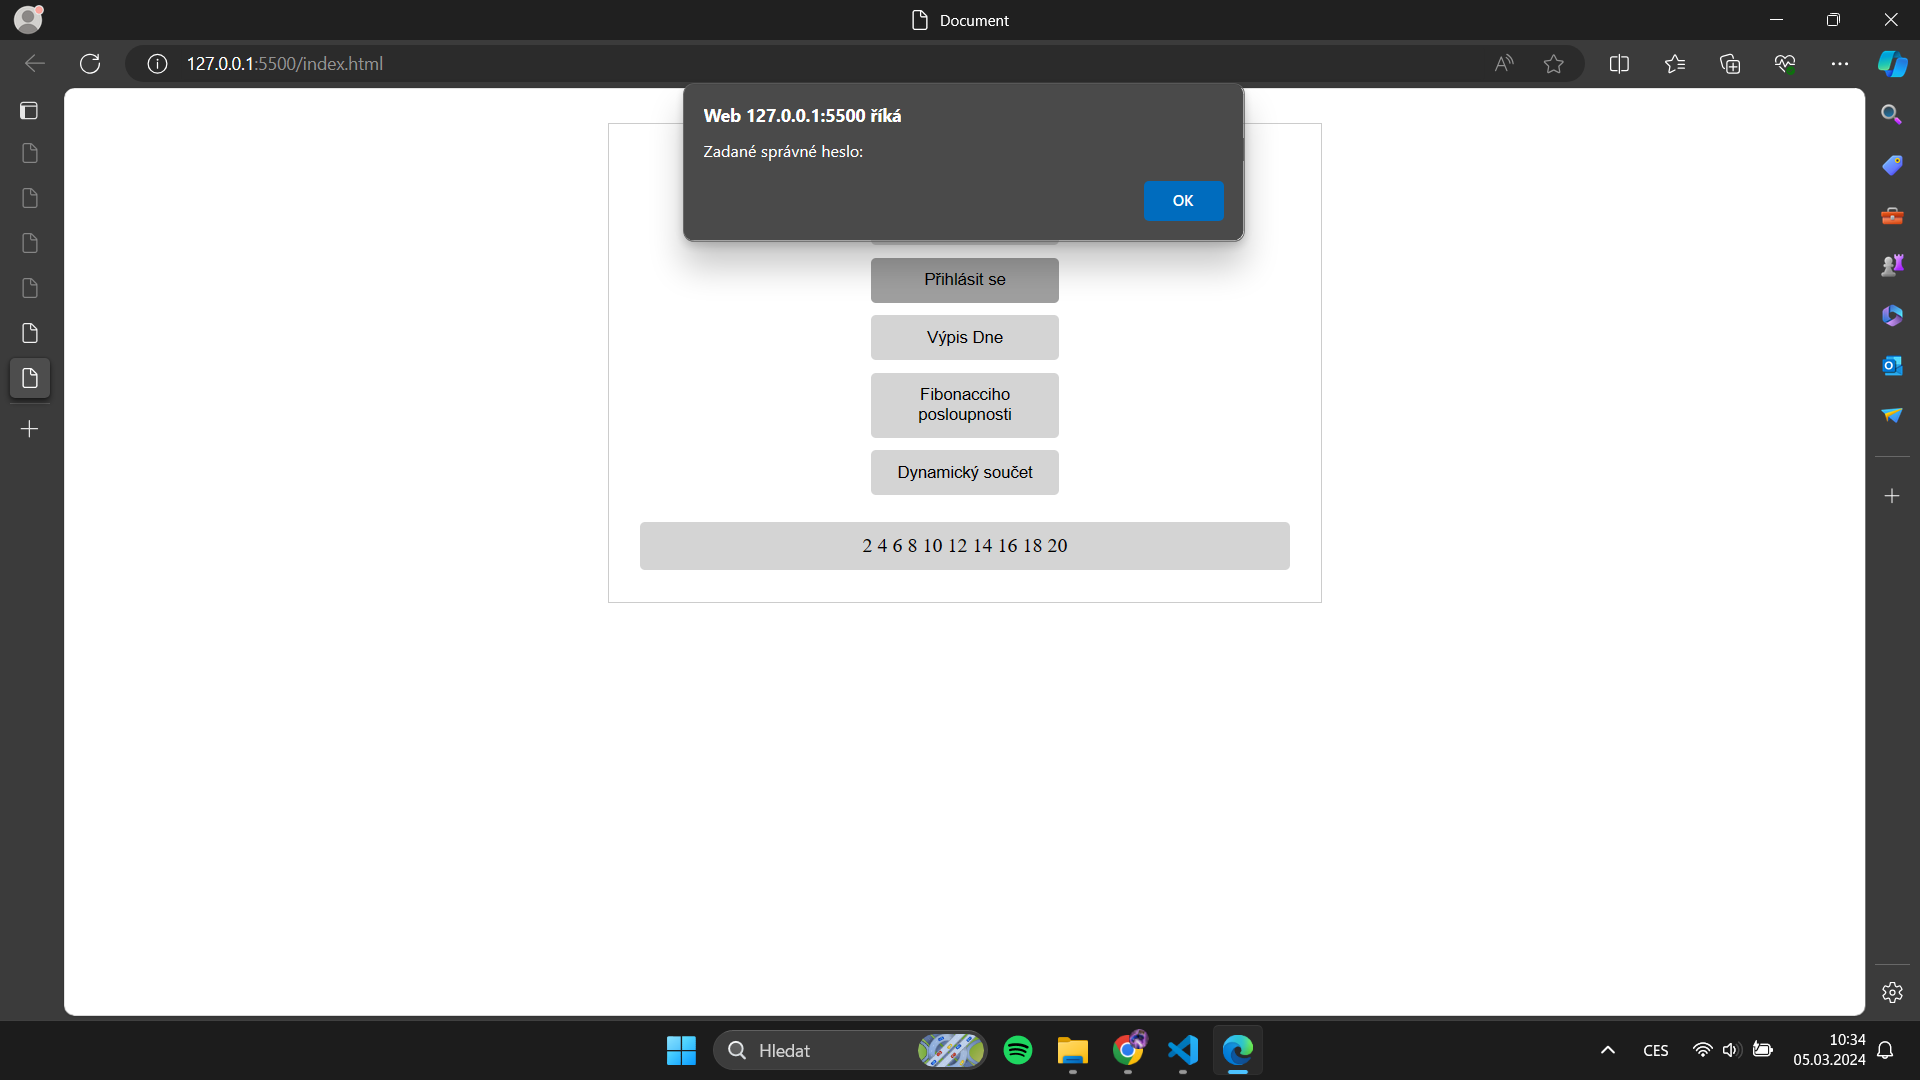 Document
127.0.0.1:5500/index.html
Web 127.0.0.1:5500 říká
Zadané správné heslo:
OK
Přihlásit se
Výpis Dne
Fibonacciho
posloupnosti
Dynamický součet
2 4 6 8 10 12 14 16 18 20
Hledat
CES
10:34
05.03.2024